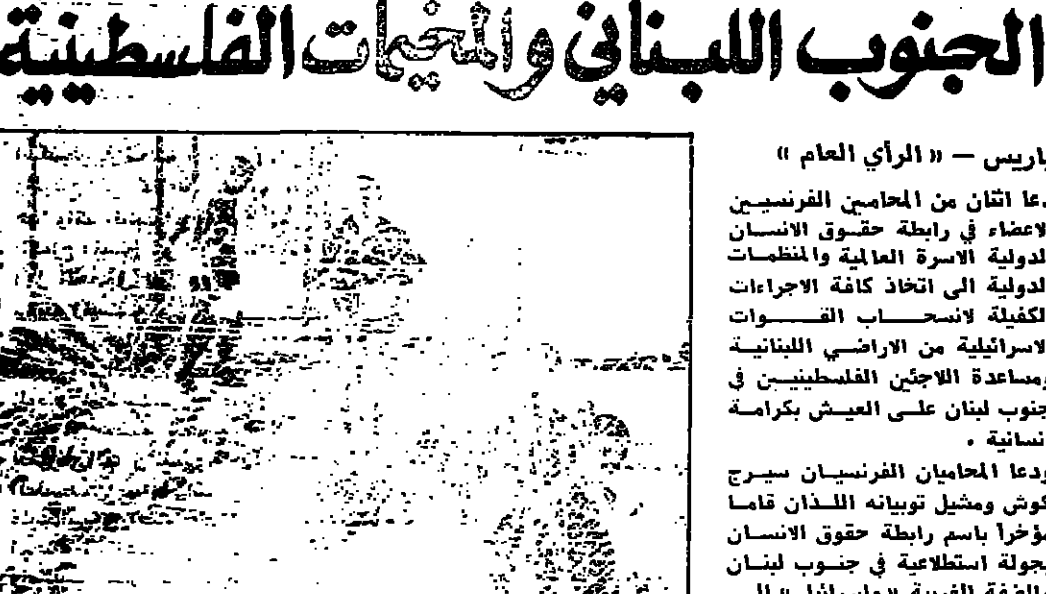 الجنوب اللبناني والمخيمات الفلسطينية
باريس — « الرأي العام »
دعا اثنان من المحامين الفرنسيين
الاعضاء في رابطة حقوق الانسان
الدولية الاسرة العالمية والمنظمات
الدولية الى اتخاذ كافة الاجراءات
الكفيلة لانسحاب القوات
الاسرائيلية من الاراضي اللبنانية
ومساعدة اللاجئين الفلسطينيين في
جنوب لبنان على العيش بكرامة
انسانية .
ودعا المحاميان الفرنسيان سيرج
كوش ومشيل توبيانه اللذان قاما
مؤخراً باسم رابطة حقوق الانسان
بجولة استطلاعية في جنوب لبنان
والضفة الغربية